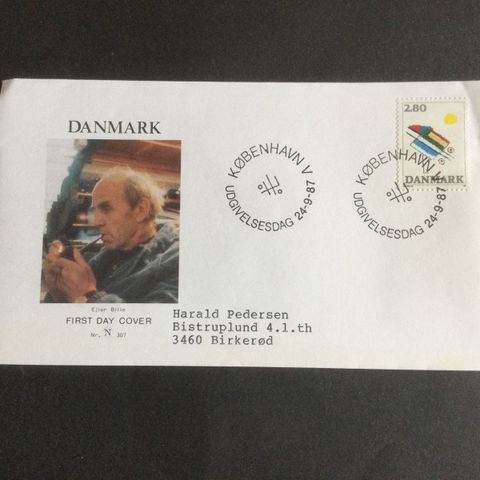 DANMARK
2.80
DANMARK
KØBENHAVN V
UDGIVELSESDAG 24-9-87
KØBENHAVN V
UDGIVELSESDAG 24-9-87
Ejler Bille
FIRST DAY COVER
Nr. N 307
Harald Pedersen
Bistruplund 4.1.th
3460 Birkerød